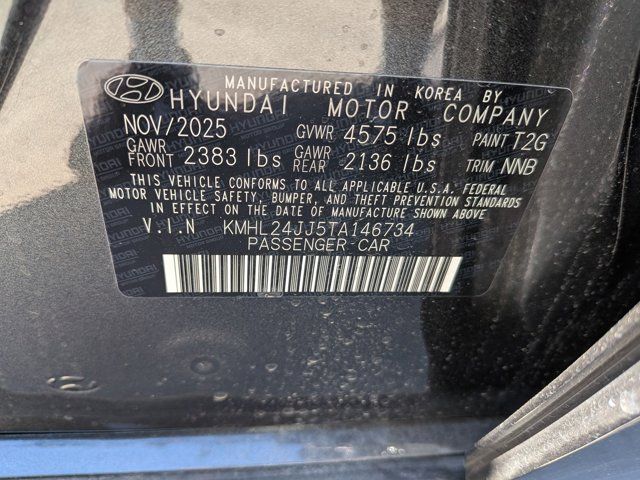 MANUFACTURED IN KOREA BY
HYUNDAI MOTOR COMPANY
NOV/2025 GVWR 4575 lbs PAINT T2G
GAWR FRONT 2383 lbs GAWR REAR 2136 lbs TRIM NNB
THIS VEHICLE CONFORMS TO ALL APPLICABLE U.S.A. FEDERAL
MOTOR VEHICLE SAFETY, BUMPER, AND THEFT PREVENTION STANDARDS
IN EFFECT ON THE DATE OF MANUFACTURE SHOWN ABOVE
V.I.N KMHL24JJ5TA146734
PASSENGER CAR